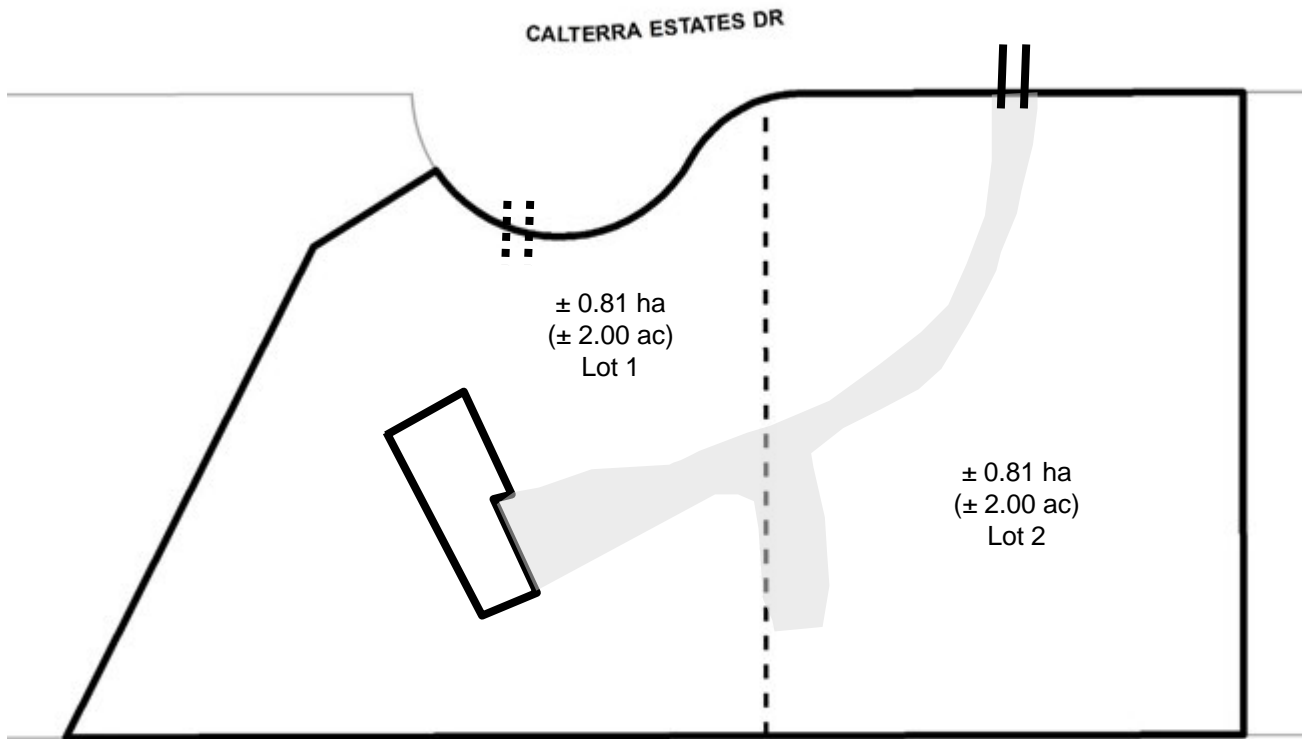 CALTERRA ESTATES DR
± 0.81 ha
(± 2.00 ac)
Lot 1
± 0.81 ha
(± 2.00 ac)
Lot 2